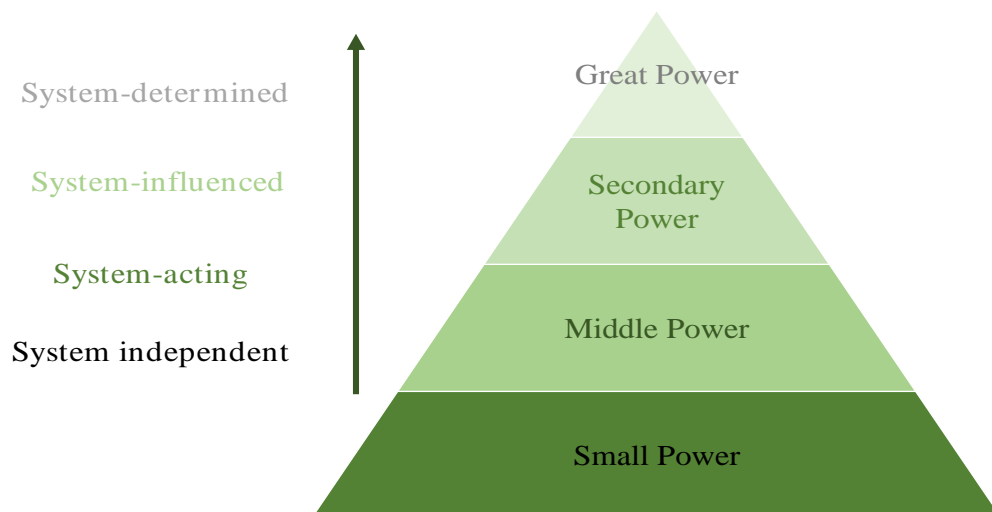 Great Power
System-determined
System-influenced
Secondary
Power
System-acting
Middle Power
System independent
Small Power